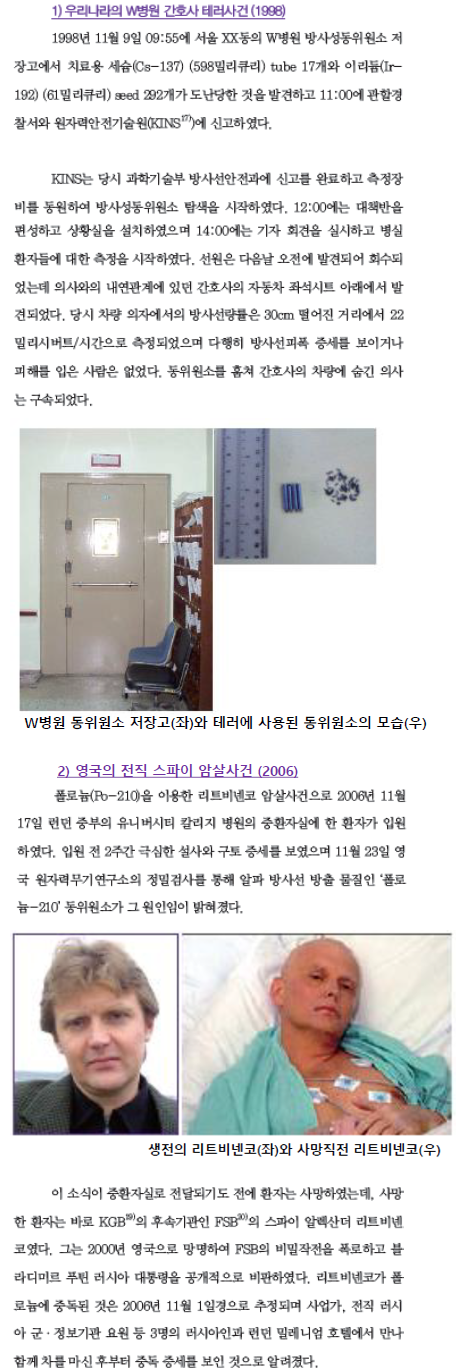 1) 우리나라의 W병원 간호사 테러사건 (1998)
1998년 11월 9일 09:55에 서울 XX동의 W병원 방사성동위원소 저
장고에서 치료용 세슘(Cs-137) (598밀리큐리) tube 17개와 이리듐(Ir-
192) (61밀리큐리) seed 292개가 도난당한 것을 발견하고 11:00에 관할경
찰서와 원자력안전기술원(KINS17))에 신고하였다.
KINS는 당시 과학기술부 방사선안전과에 신고를 완료하고 측정장
비를 동원하여 방사성동위원소 탐색을 시작하였다. 12:00에는 대책반을
편성하고 상황실을 설치하였으며 14:00에는 기자 회견을 실시하고 병실
환자들에 대한 측정을 시작하였다. 선원은 다음날 오전에 발견되어 회수되
었는데 의사와의 내연관계에 있던 간호사의 자동차 좌석시트 아래에서 발
견되었다. 당시 차량 의자에서의 방사선량률은 30cm 떨어진 거리에서 22
밀리시버트/시간으로 측정되었으며 다행히 방사선피폭 증세를 보이거나
피해를 입은 사람은 없었다. 동위원소를 훔쳐 간호사의 차량에 숨긴 의사
는 구속되었다.
W병원 동위원소 저장고(좌)와 테러에 사용된 동위원소의 모습(우)
2) 영국의 전직 스파이 암살사건 (2006)
폴로늄(Po-210)을 이용한 리트비넨코 암살사건으로 2006년 11월
17일 런던 중부의 유니버시티 칼리지 병원의 중환자실에 한 환자가 입원
하였다. 입원 전 2주간 극심한 설사와 구토 증세를 보였으며 11월 23일 영
국 원자력무기연구소의 정밀검사를 통해 알파 방사선 방출 물질인 '폴로
늄-210' 동위원소가 그 원인임이 밝혀졌다.
생전의 리트비넨코(좌)와 사망직전 리트비넨코(우)
이 소식이 중환자실로 전달되기도 전에 환자는 사망하였는데, 사망
한 환자는 바로 KGB19)의 후속기관인 FSB20)의 스파이 알렉산더 리트비넨
코였다. 그는 2000년 영국으로 망명하여 FSB의 비밀작전을 폭로하고 블
라디미르 푸틴 러시아 대통령을 공개적으로 비판하였다. 리트비넨코가 폴
로늄에 중독된 것은 2006년 11월 1일경으로 추정되며 사업가, 전직 러시
아 군·정보기관 요원 등 3명의 러시아인과 런던 밀레니엄 호텔에서 만나
함께 차를 마신 후부터 중독 증세를 보인 것으로 알려졌다.